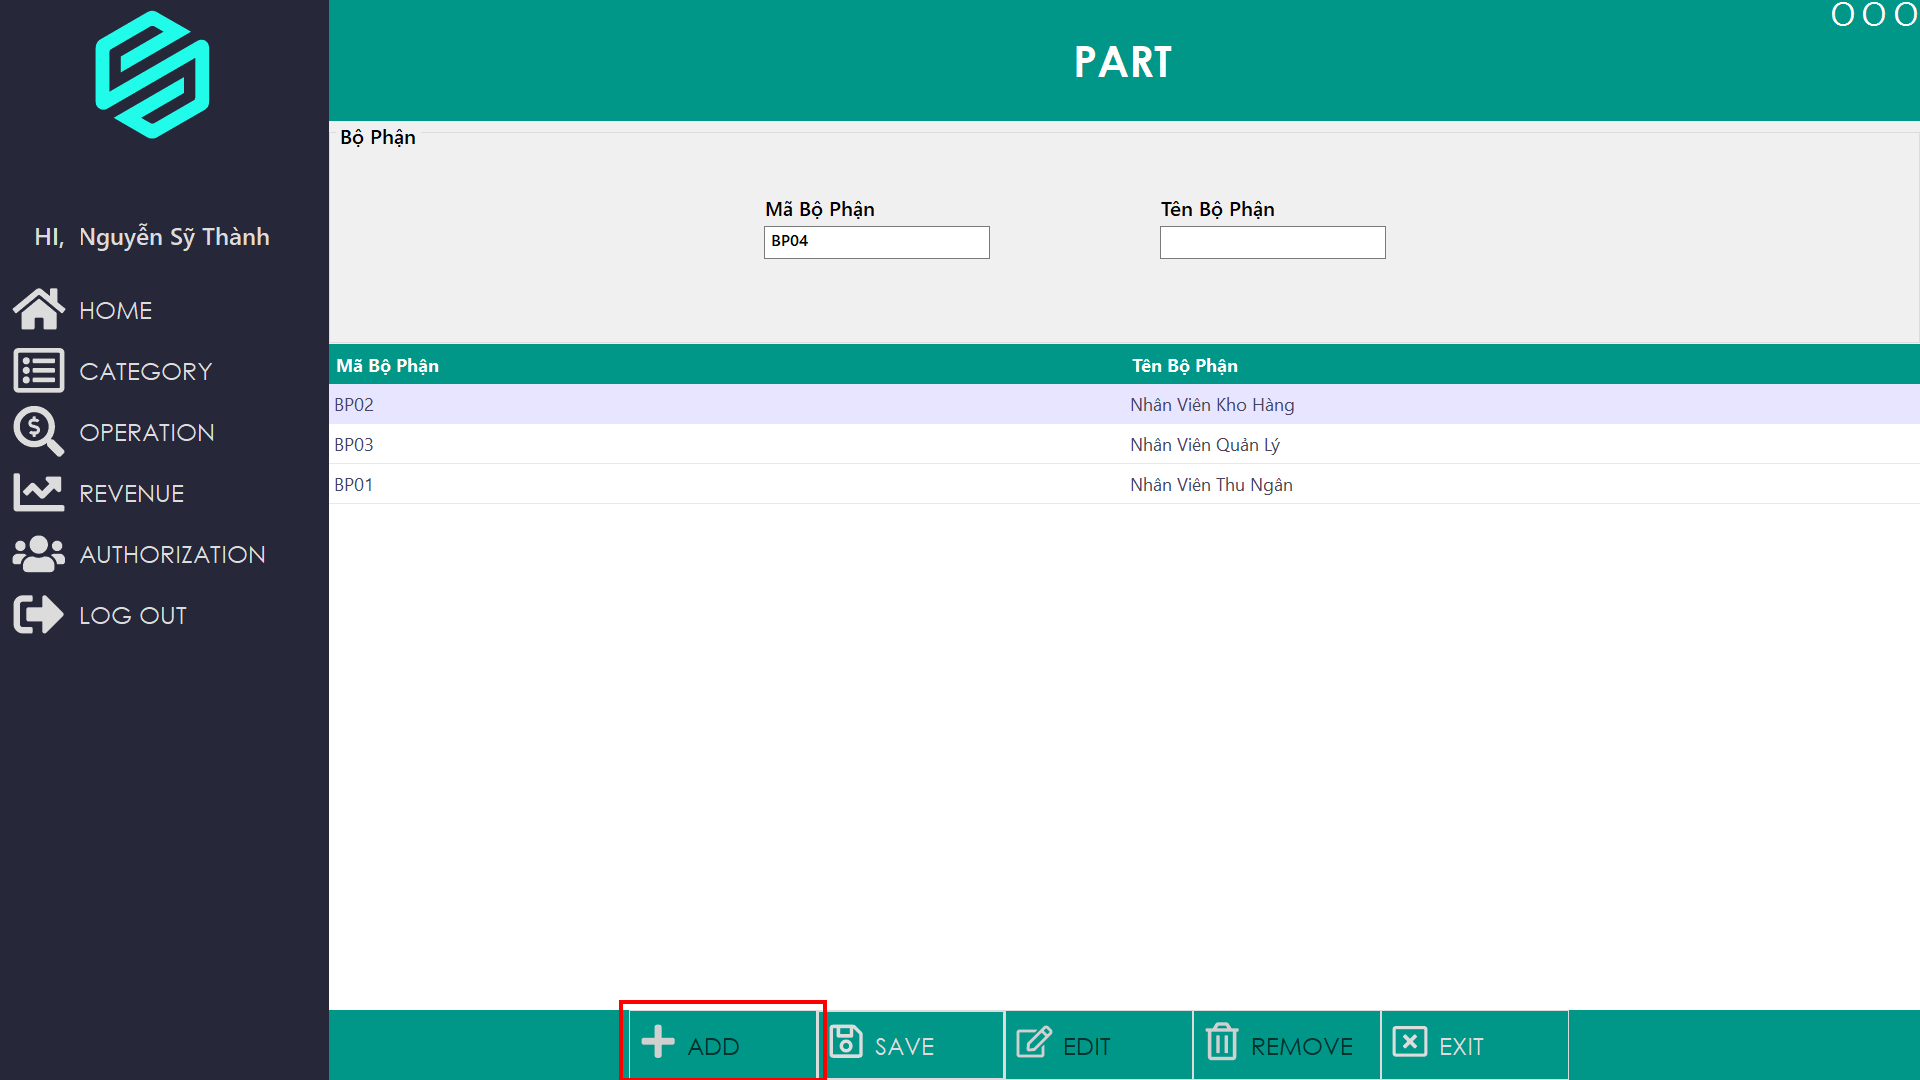 O O O
PART
Bộ Phận
Mã Bộ Phận
Tên Bộ Phận
BP04
HI, Nguyễn Sỹ Thành
HOME
CATEGORY
OPERATION
REVENUE
AUTHORIZATION
LOG OUT
Mã Bộ Phận Tên Bộ Phận
BP02 Nhân Viên Kho Hàng
BP03 Nhân Viên Quản Lý
BP01 Nhân Viên Thu Ngân
ADD SAVE EDIT REMOVE EXIT